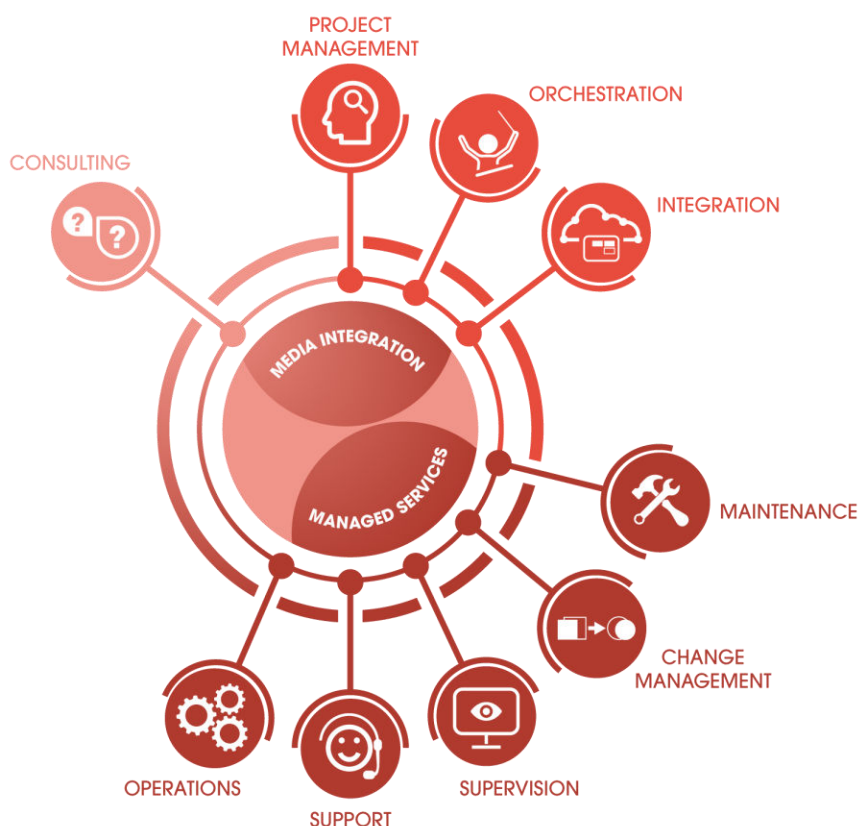 PROJECT
MANAGEMENT
ORCHESTRATION
CONSULTING
?
?
INTEGRATION
MEDIA INTEGRATION
MANAGED SERVICES
MAINTENANCE
CHANGE
MANAGEMENT
OPERATIONS
SUPERVISION
SUPPORT